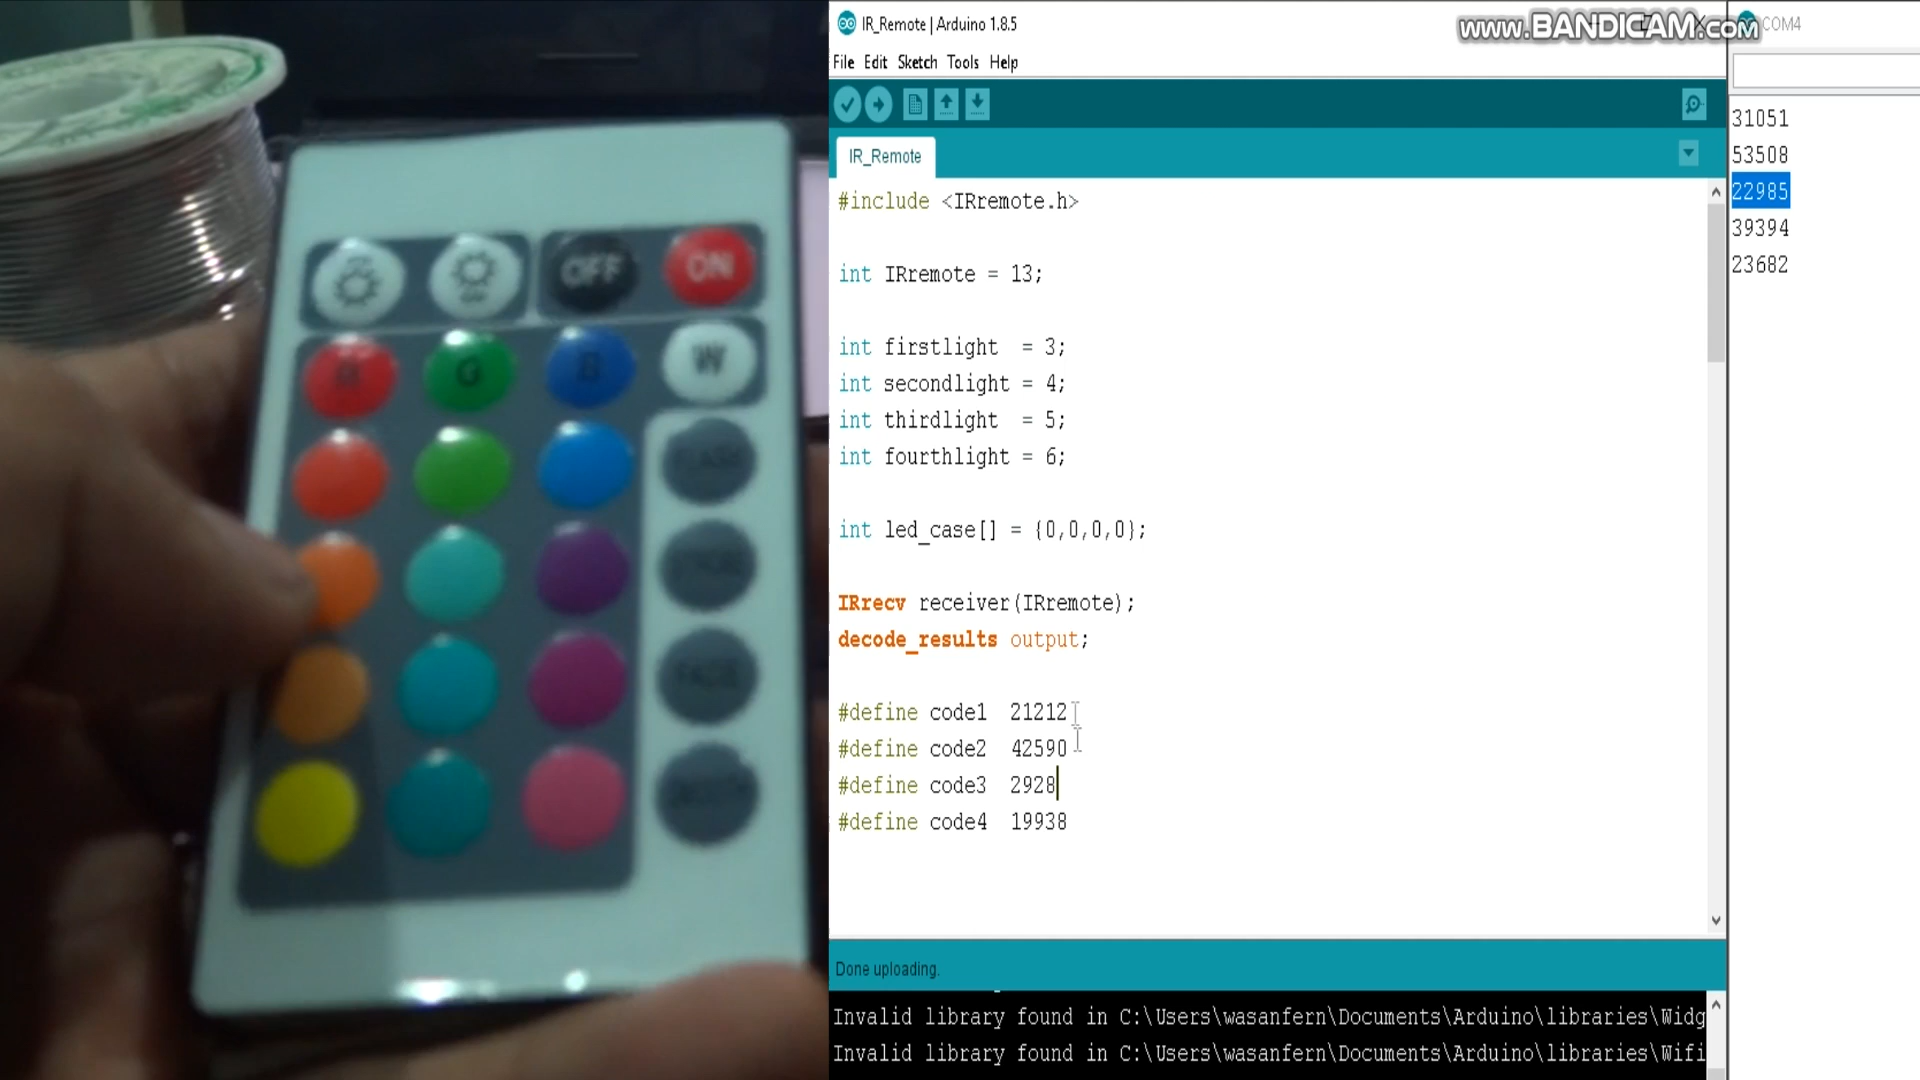 OFF
ON
G
B
W
IR_Remote | Arduino 1.8.5
www.BANDICAM.com
COM4
File Edit Sketch Tools Help
IR_Remote
#include <IRremote.h>
int IRremote = 13;
int firstlight = 3;
int secondlight = 4;
int thirdlight = 5;
int fourthlight = 6;
int led_case[] = {0,0,0,0};
IRrecv receiver(IRremote);
decode_results output;
#define code1 21212
#define code2 42590
#define code3 2928
#define code4 19938
Done uploading.
Invalid library found in C:\Users\wasanfern\Documents\Arduino\libraries\Widg
Invalid library found in C:\Users\wasanfern\Documents\Arduino\libraries\Wifi
31051
53508
22985
39394
23682